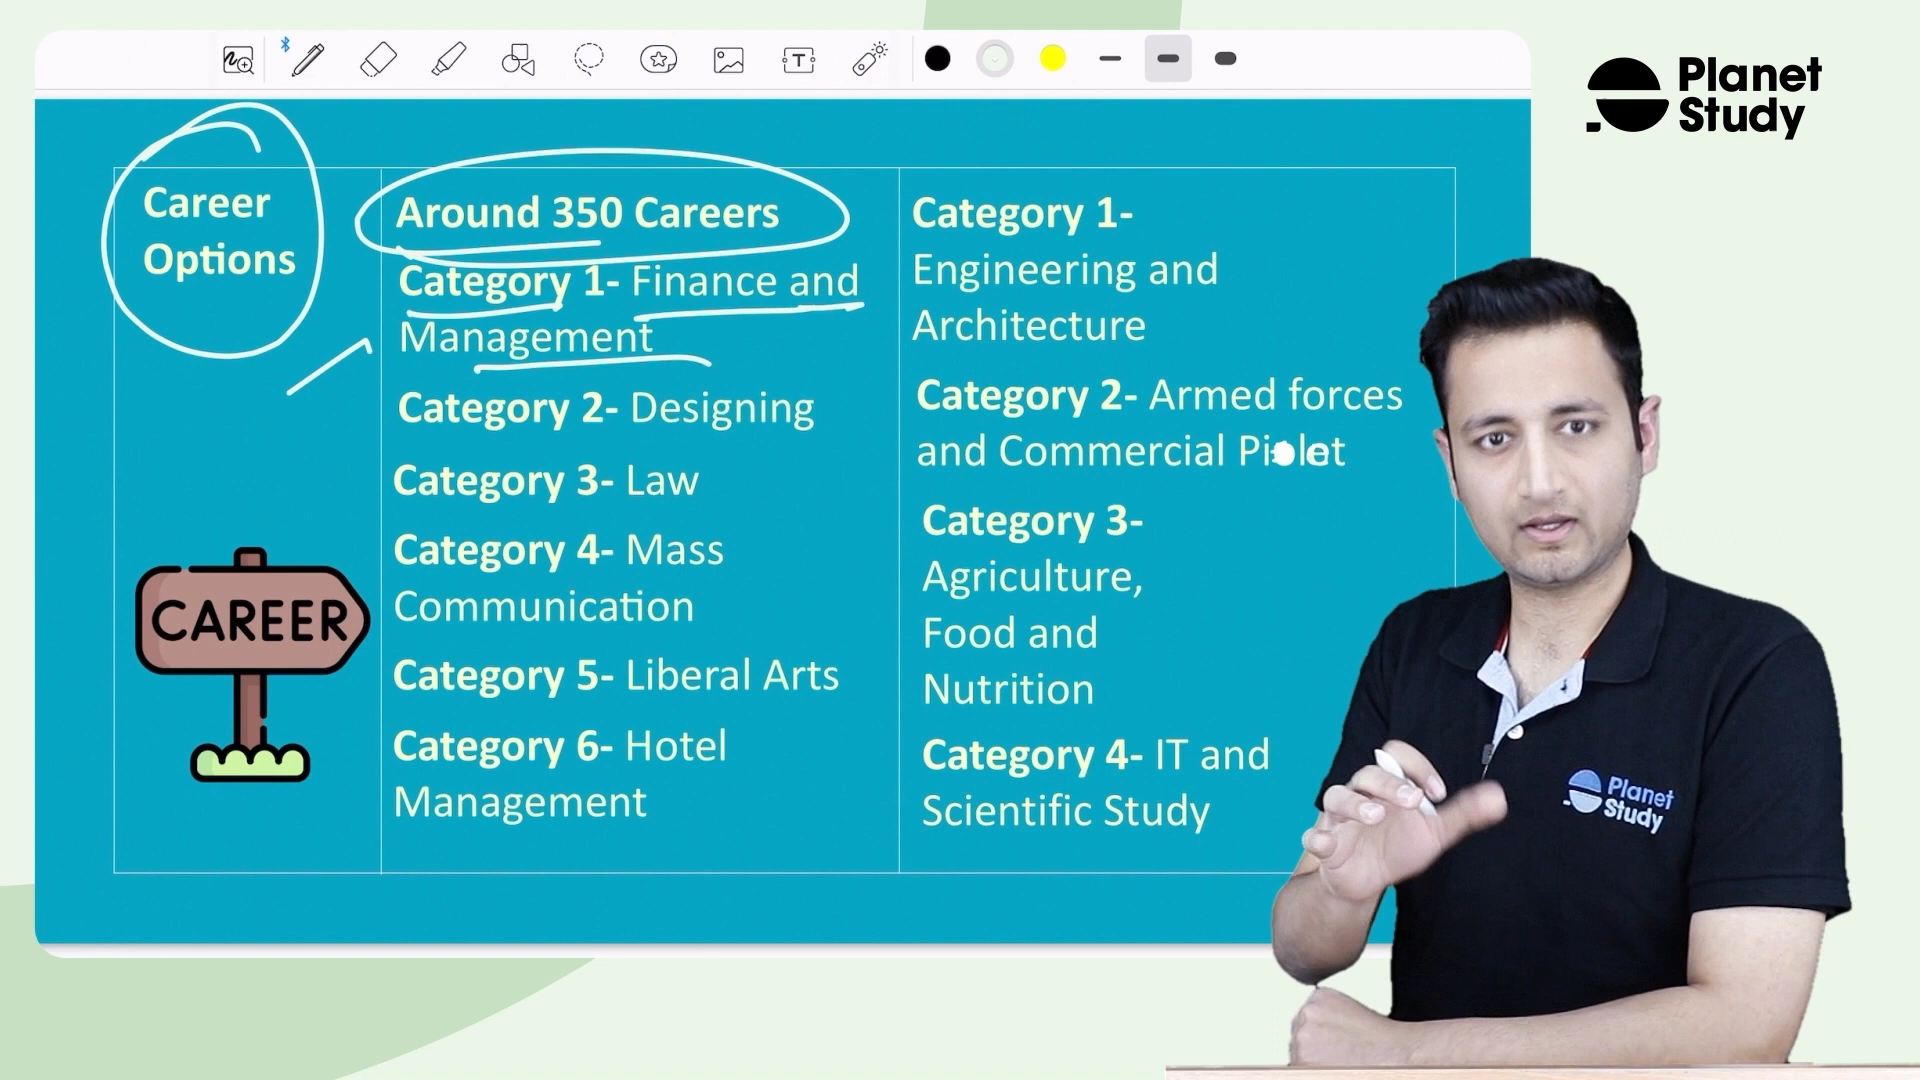 Planet
Study
T
Career
Options
CAREER
Around 350 Careers
Category 1- Finance and
Management
Category 2- Designing
Category 3- Law
Category 4- Mass
Communication
Category 5- Liberal Arts
Category 6- Hotel
Management
Category 1-
Engineering and
Architecture
Category 2- Armed forces
and Commercial
Category 3-
Agriculture,
Food and
Nutrition
Category 4- IT and
Scientific Study
Planet
Study